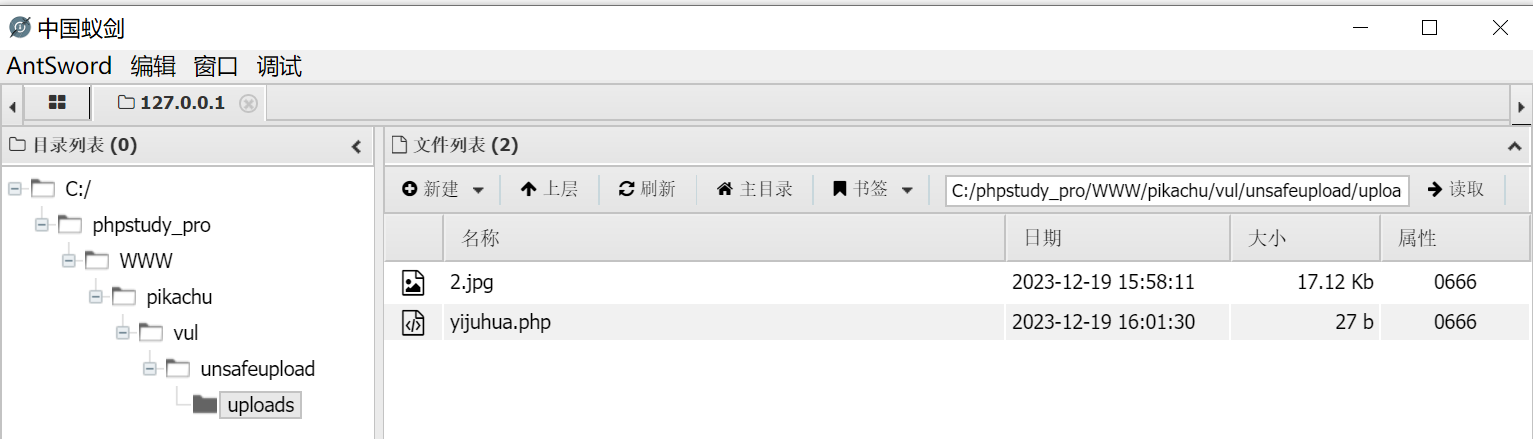 中国蚁剑
AntSword 编辑 窗口 调试
127.0.0.1
目录列表 (0)
C:/
phpstudy_pro
WWW
pikachu
vul
unsafeupload
uploads
文件列表 (2)
新建 上层 刷新 主目录 书签 C:/phpstudy_pro/WWW/pikachu/vul/unsafeupload/uploa 读取
名称 日期 大小 属性
2.jpg 2023-12-19 15:58:11 17.12 Kb 0666
yijuhua.php 2023-12-19 16:01:30 27 b 0666